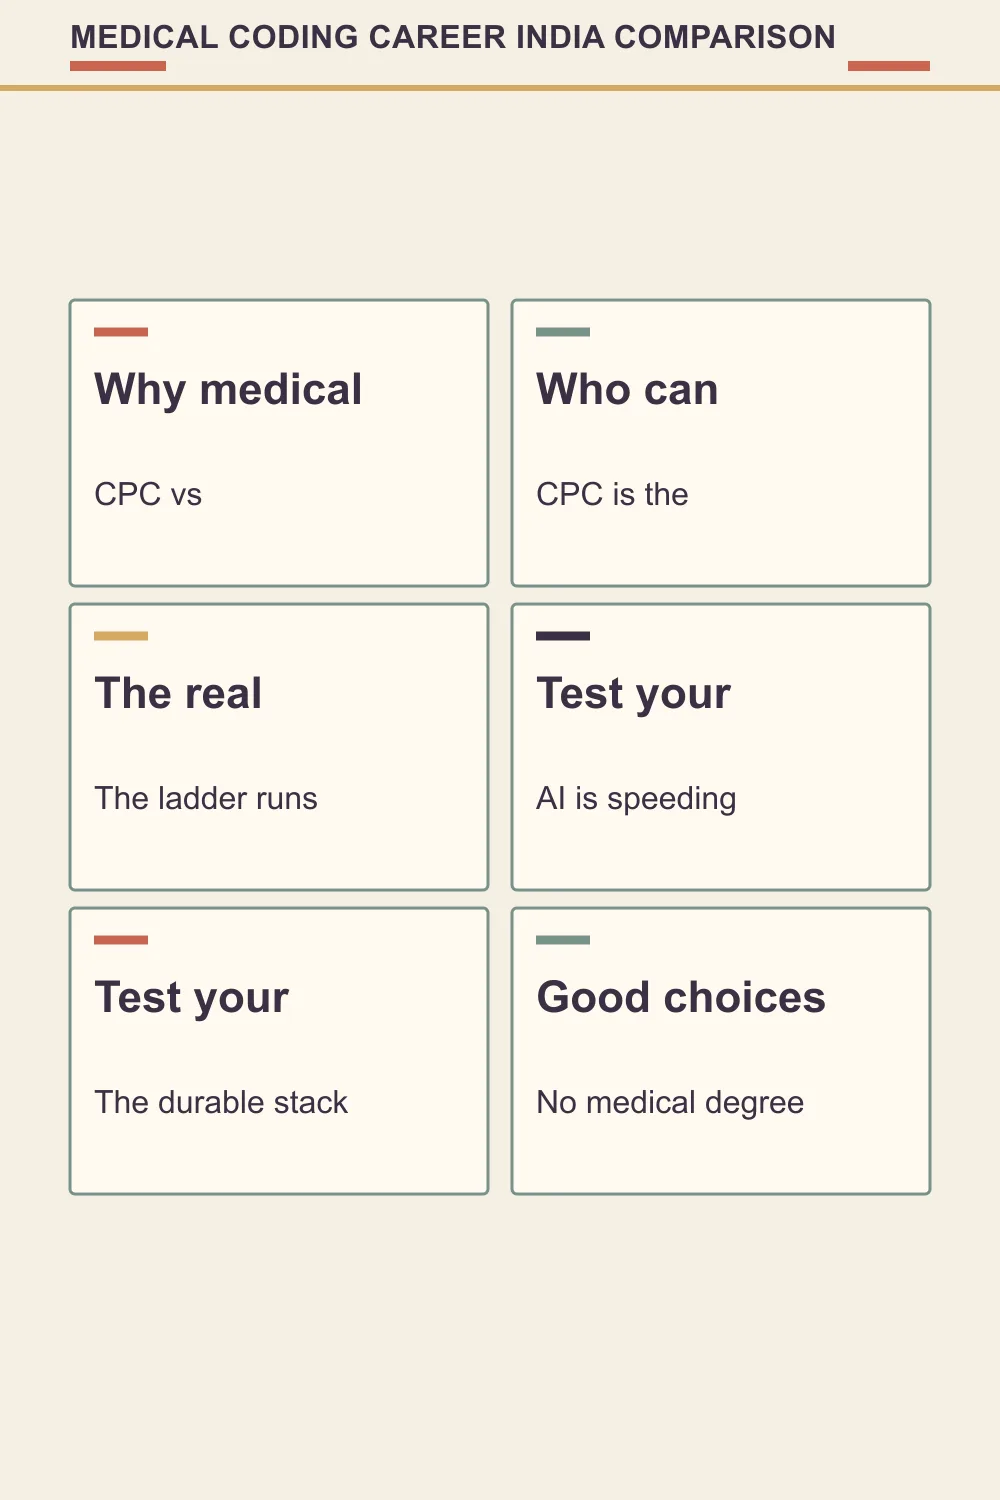 MEDICAL CODING CAREER INDIA COMPARISON
Why medical
CPC vs
Who can
CPC is the
The real
The ladder runs
Test your
AI is speeding
Test your
The durable stack
Good choices
No medical degree